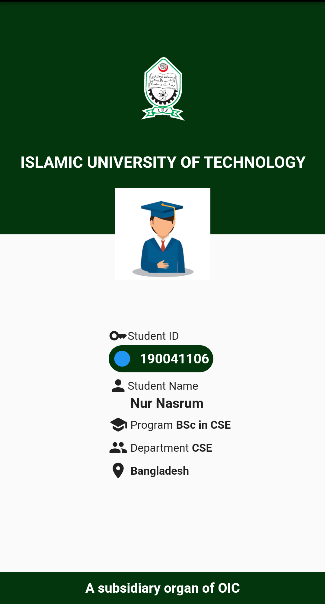 ISLAMIC UNIVERSITY OF TECHNOLOGY
Student ID
190041106
Student Name
Nur Nasrum
Program BSc in CSE
Department CSE
Bangladesh
A subsidiary organ of OIC